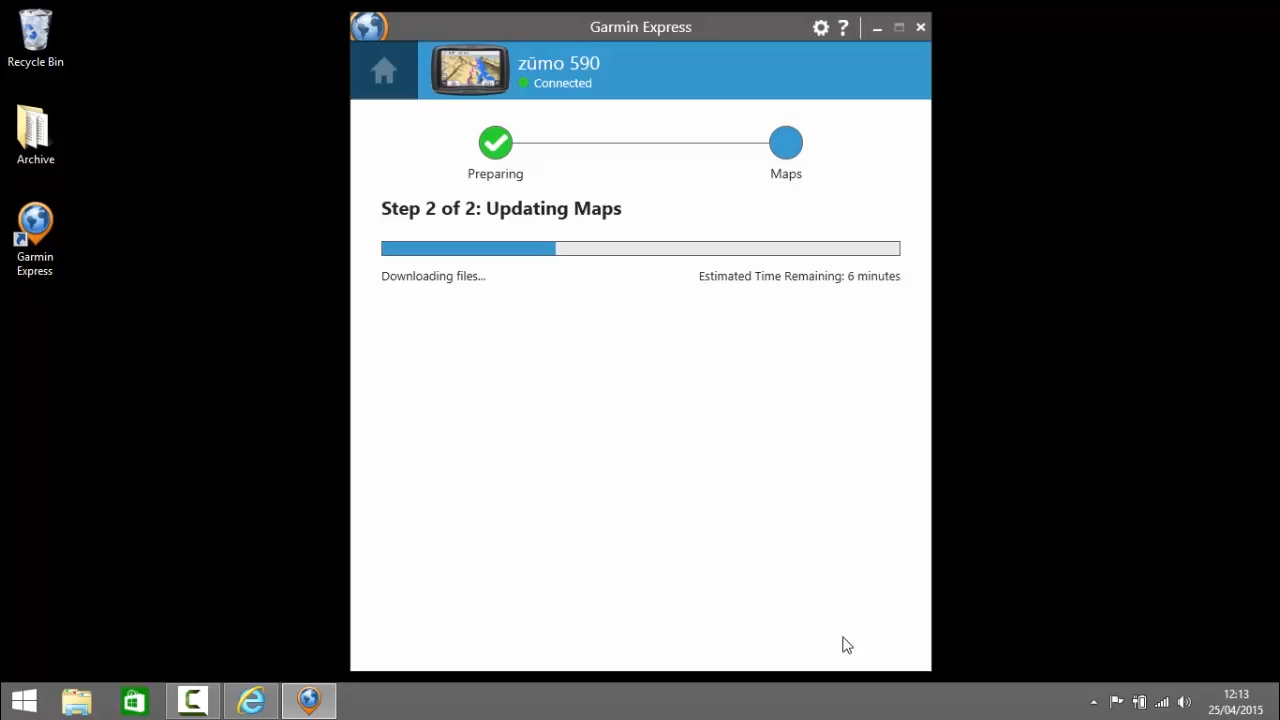 Recycle Bin
Archive
Garmin
Express
Garmin Express
zūmo 590
Connected
Preparing
Maps
Step 2 of 2: Updating Maps
Downloading files...
Estimated Time Remaining: 6 minutes
12:13
25/04/2015